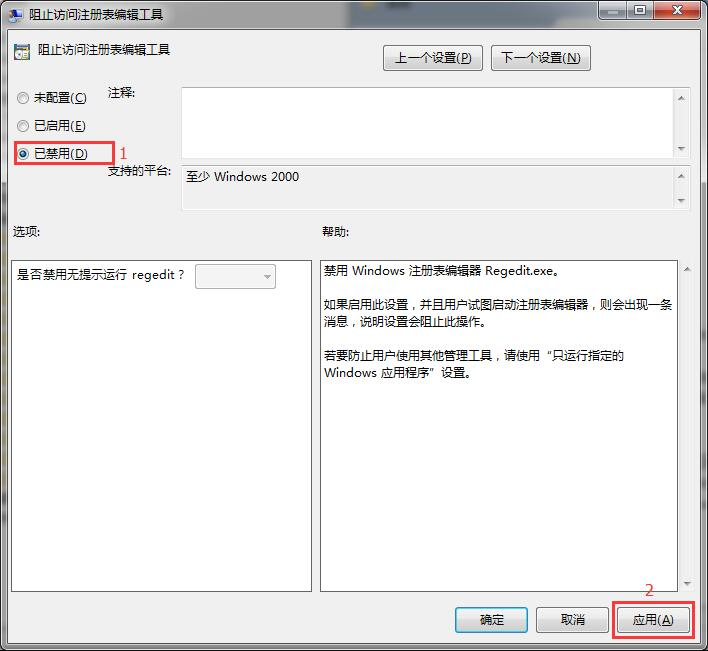 阻止访问注册表编辑工具
阻止访问注册表编辑工具
上一个设置(P)
下一个设置(N)
未配置(C)
注释:
已启用(E)
已禁用(D)
1
支持的平台:
至少 Windows 2000
选项:
帮助:
是否禁用无提示运行 regedit？
禁用 Windows 注册表编辑器 Regedit.exe。
如果启用此设置，并且用户试图启动注册表编辑器，则会出现一条
消息，说明设置会阻止此操作。
若要防止用户使用其他管理工具，请使用“只运行指定的
Windows 应用程序”设置。
2
确定
取消
应用(A)